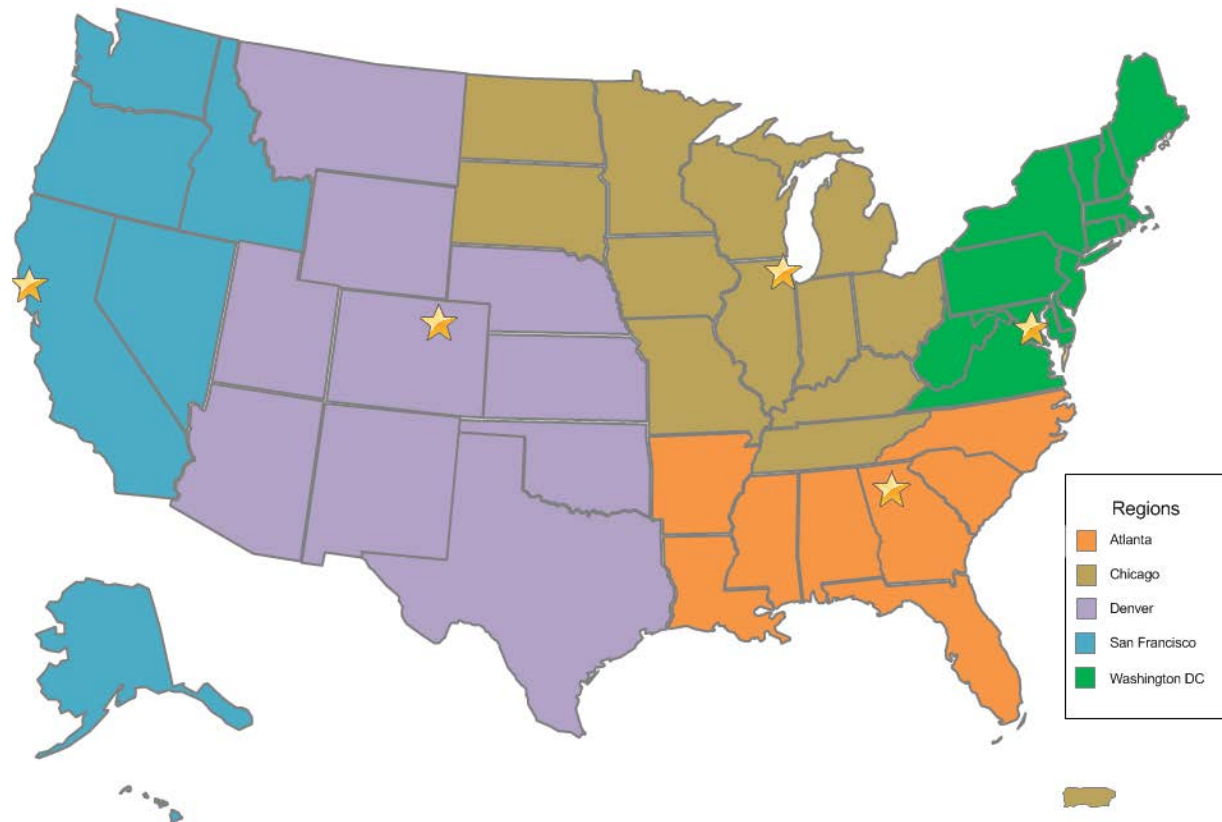 Regions
Atlanta
Chicago
Denver
San Francisco
Washington DC